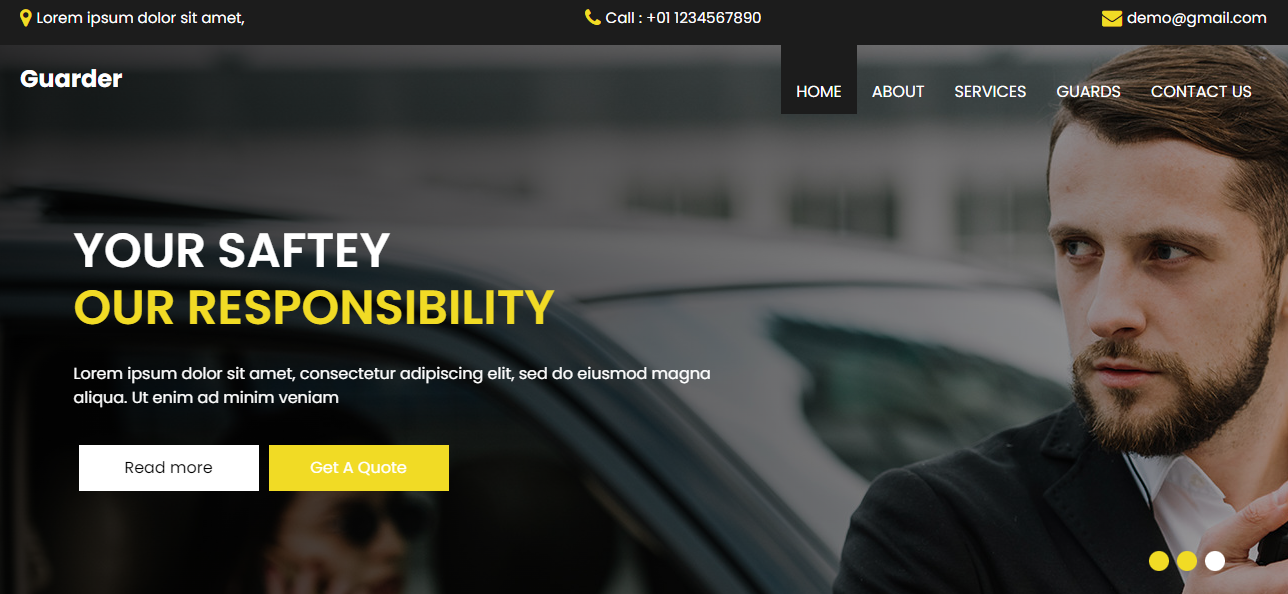 Lorem ipsum dolor sit amet,
Call : +01 1234567890
demo@gmail.com
Guarder
HOME
ABOUT
SERVICES
GUARDS
CONTACT US
YOUR SAFTEY
OUR RESPONSIBILITY
Lorem ipsum dolor sit amet, consectetur adipiscing elit, sed do eiusmod magna
aliqua. Ut enim ad minim veniam
Read more
Get A Quote